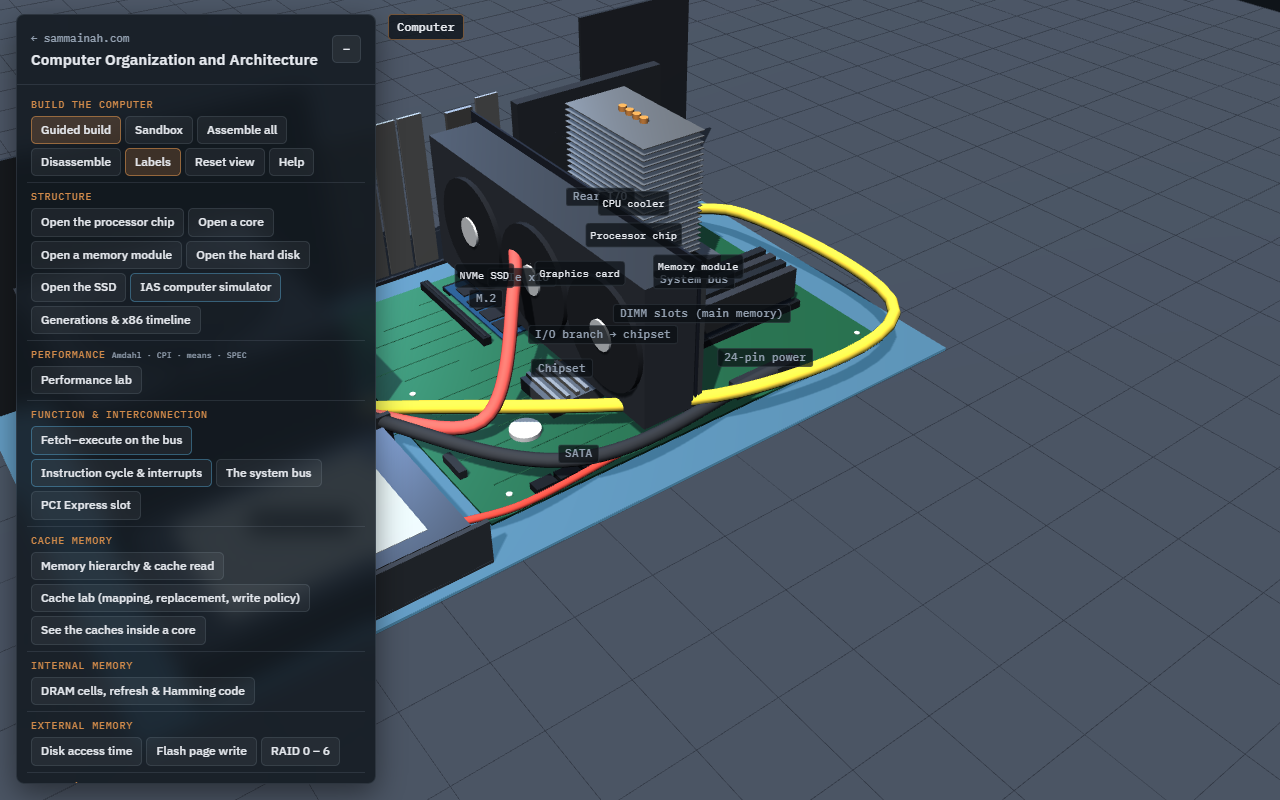 ← sammainah.com
Computer Organization and Architecture
−
Computer
BUILD THE COMPUTER
Guided build
Sandbox
Assemble all
Disassemble
Labels
Reset view
Help
STRUCTURE
Open the processor chip
Open a core
Open a memory module
Open the hard disk
Open the SSD
IAS computer simulator
Generations & x86 timeline
PERFORMANCE Amdahl · CPI · means · SPEC
Performance lab
FUNCTION & INTERCONNECTION
Fetch–execute on the bus
Instruction cycle & interrupts
The system bus
PCI Express slot
CACHE MEMORY
Memory hierarchy & cache read
Cache lab (mapping, replacement, write policy)
See the caches inside a core
INTERNAL MEMORY
DRAM cells, refresh & Hamming code
EXTERNAL MEMORY
Disk access time
Flash page write
RAID 0 – 6
Rear
CPU cooler
Processor chip
Memory module
System bus
NVMe SSD
Graphics card
M.2
DIMM slots (main memory)
I/O branch → chipset
24-pin power
Chipset
SATA